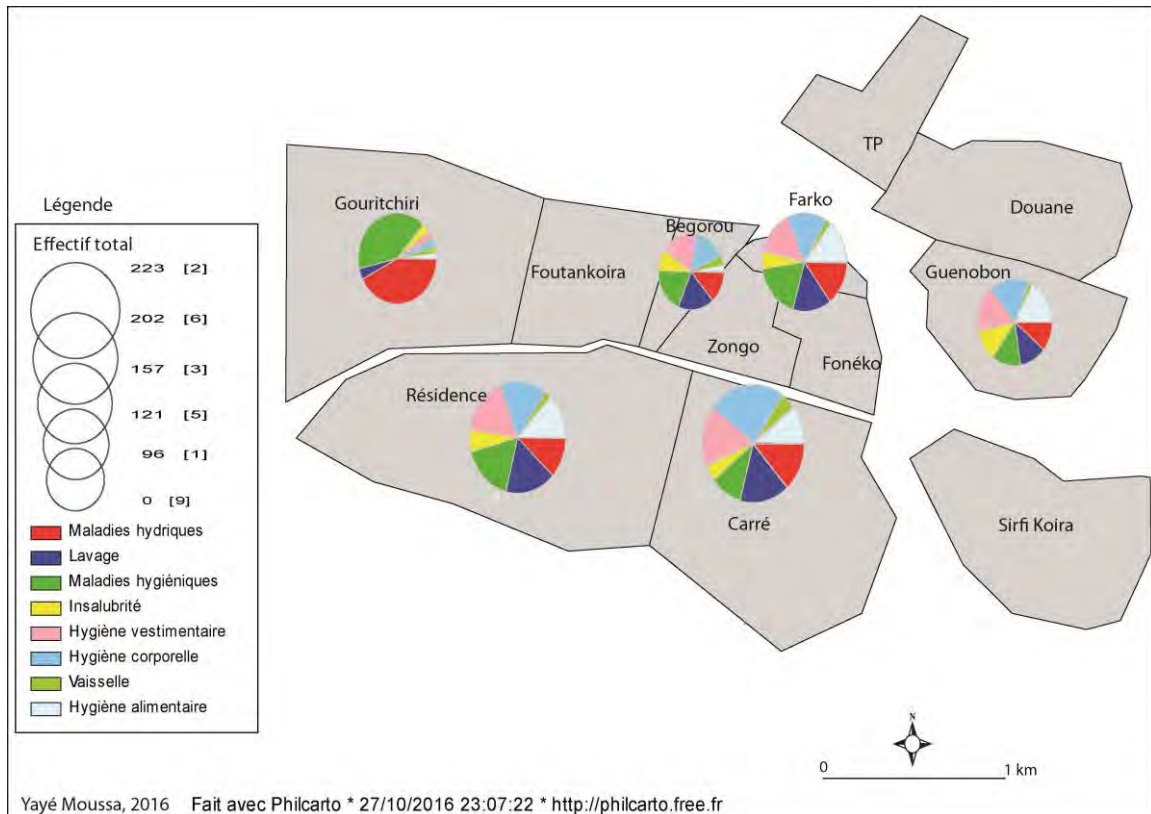 TP
Farko
Douane
Gouritchiri
Begorou
Foutankoira
Guenobon
Zongo
Fonéko
Résidence
Carré
Sirfi Koira
Légende
Effectif total
223 [2]
202 [6]
157 [3]
121 [5]
96 [1]
0 [9]
Maladies hydriques
Lavage
Maladies hygiéniques
Insalubrité
Hygiène vestimentaire
Hygiène corporelle
Vaisselle
Hygiène alimentaire
N
0 1 km
Yayé Moussa, 2016 Fait avec Philcarto * 27/10/2016 23:07:22 * http://philcarto.free.fr